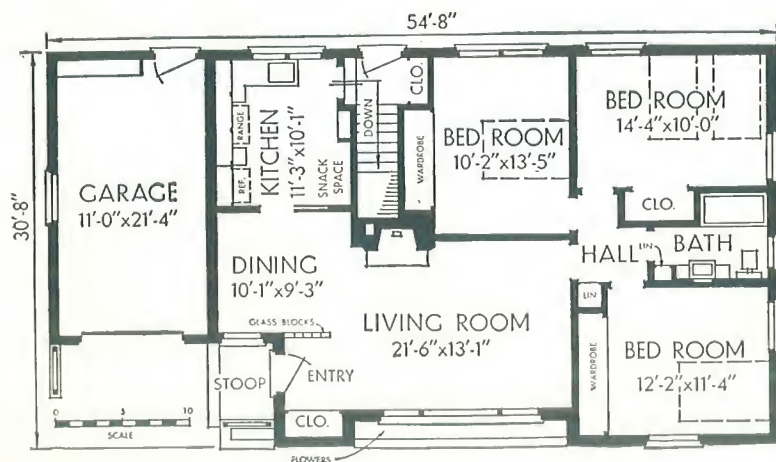 54'-8"
30'-8"
GARAGE
11'-0"x21'-4"
KITCHEN
11'-3"x10'-1"
RANGE
REF.
SNACK
SPACE
DOWN
CLO.
WARDROBE
BED ROOM
10'-2"x13'-5"
BED ROOM
14'-4"x10'-0"
CLO.
HALL
LIN
BATH
LIN
DINING
10'-1"x9'-3"
GLASS BLOCKS
LIVING ROOM
21'-6"x13'-1"
WARDROBE
BED ROOM
12'-2"x11'-4"
STOOP
ENTRY
CLO.
FLOWERS
0 5 10
SCALE